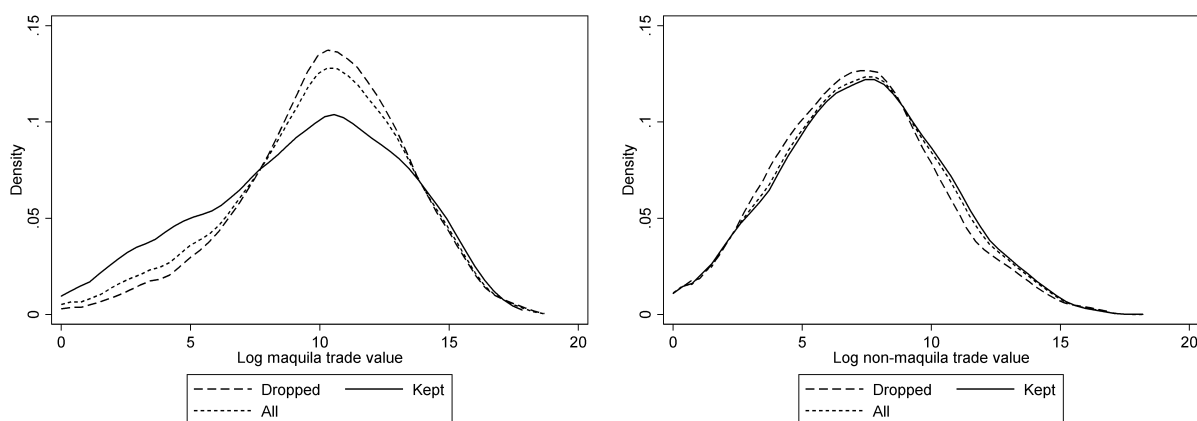 .15
.1
Density
.05
0
0 5 10 15 20
Log maquila trade value
Dropped Kept
All
.15
.1
Density
.05
0
0 5 10 15 20
Log non-maquila trade value
Dropped Kept
All